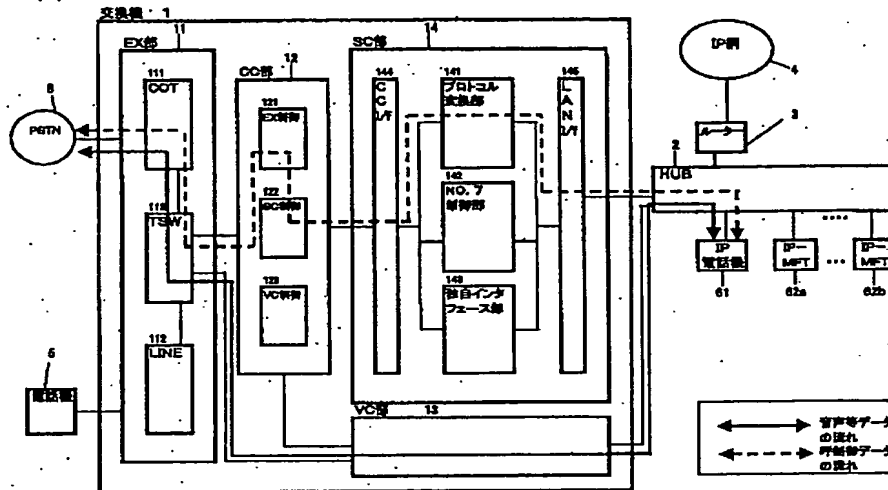 交換機 1
EX部 11
111
COT
113
TSW
112
LINE
8
PSTN
5
電話機
CC部 12
121
EX制御
122
SC制御
123
VC制御
SC部 14
144
CC
I/f
141
プロトコル
変換部
142
NO. 7
制御部
143
独自インタ
フェース部
145
LAN
I/f
VC部 13
IP網
4
ルータ
3
2
HUB
IP
電話機
61
IP-
MFT
62a
IP-
MFT
62b
音声等データ
の流れ
呼制御データ
の流れ